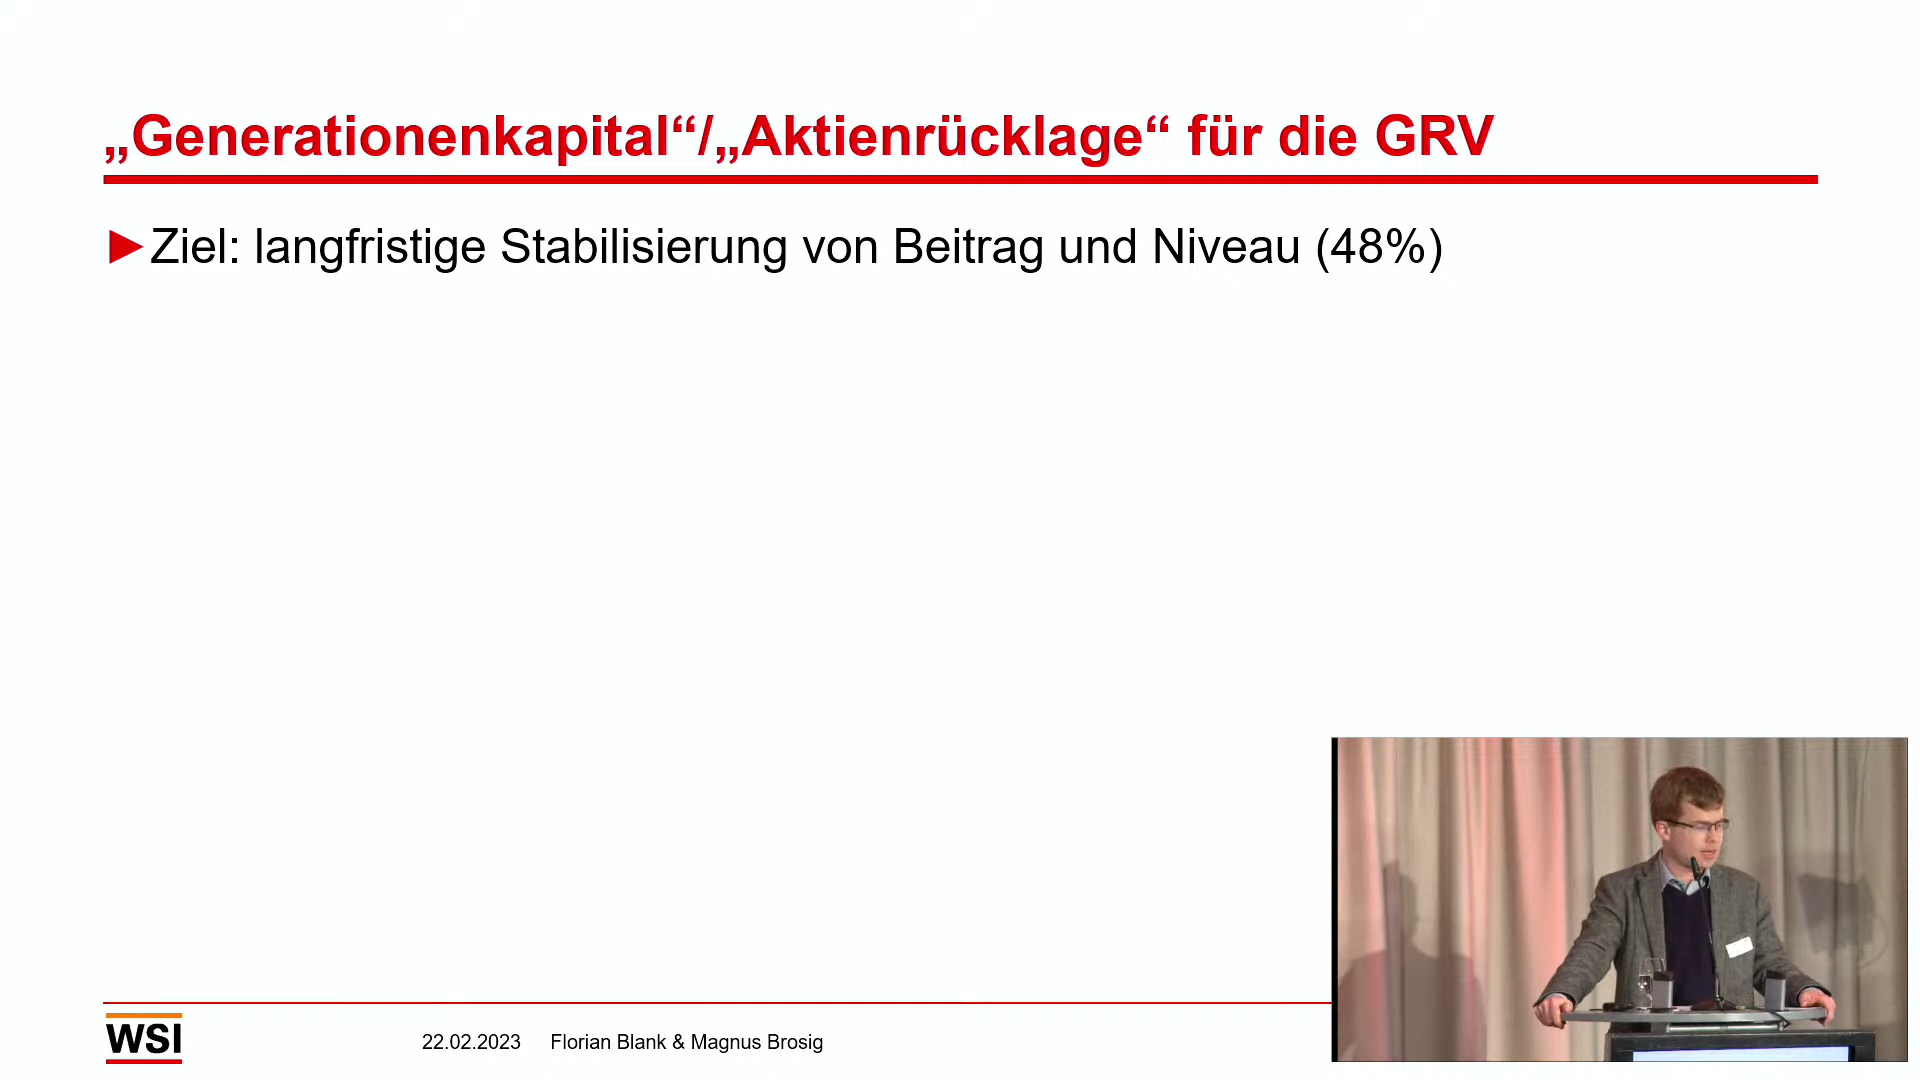 „Generationenkapital“/„Aktienrücklage“ für die GRV
►Ziel: langfristige Stabilisierung von Beitrag und Niveau (48%)
WSI
22.02.2023 Florian Blank & Magnus Brosig